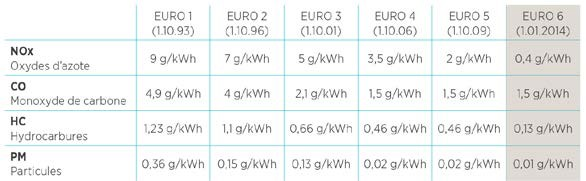 EURO 1 EURO 2 EURO 3 EURO 4 EURO 5 EURO 6
(1.10.93) (1.10.96) (1.10.01) (1.10.06) (1.10.09) (1.01.2014)
NOx
Oxydes d'azote 9 g/kWh 7 g/kWh 5 g/kWh 3,5 g/kWh 2 g/kWh 0,4 g/kWh
CO
Monoxyde de carbone 4,9 g/kWh 4 g/kWh 2,1 g/kWh 1,5 g/kWh 1,5 g/kWh 1,5 g/kWh
HC
Hydrocarbures 1,23 g/kWh 1,1 g/kWh 0,66 g/kWh 0,46 g/kWh 0,46 g/kWh 0,13 g/kWh
PM
Particules 0,36 g/kWh 0,15 g/kWh 0,13 g/kWh 0,02 g/kWh 0,02 g/kWh 0,01 g/kWh